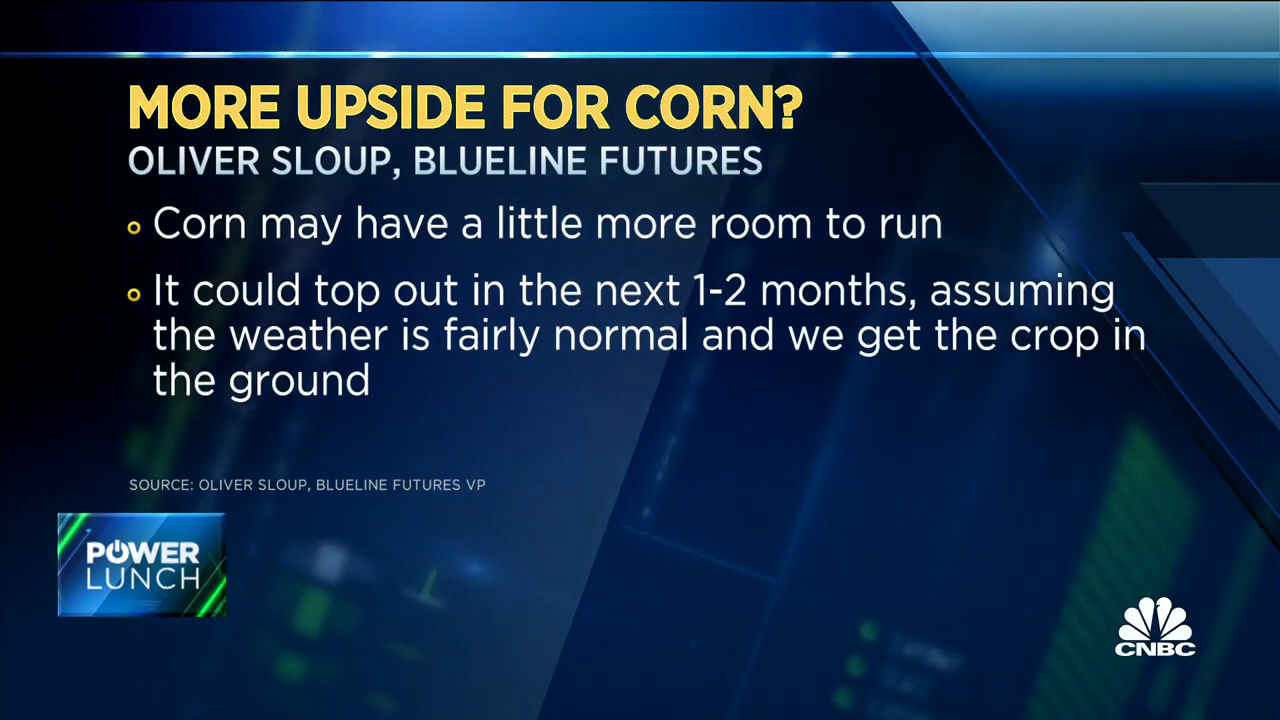 MORE UPSIDE FOR CORN?
OLIVER SLOUP, BLUELINE FUTURES
Corn may have a little more room to run
It could top out in the next 1-2 months, assuming
the weather is fairly normal and we get the crop in
the ground
SOURCE: OLIVER SLOUP, BLUELINE FUTURES VP
POWER
LUNCH
CNBC